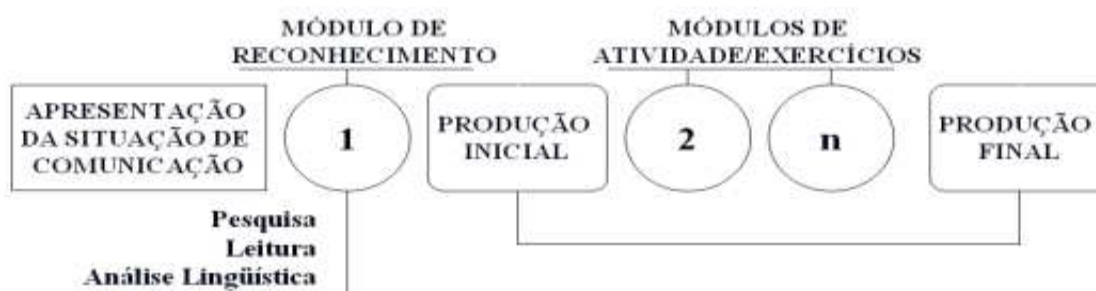 MÓDULO DE
RECONHECIMENTO
MÓDULOS DE
ATIVIDADE/EXERCÍCIOS
APRESENTAÇÃO
DA SITUAÇÃO DE
COMUNICAÇÃO
1
PRODUÇÃO
INICIAL
2
n
PRODUÇÃO
FINAL
Pesquisa
Leitura
Análise Lingüística